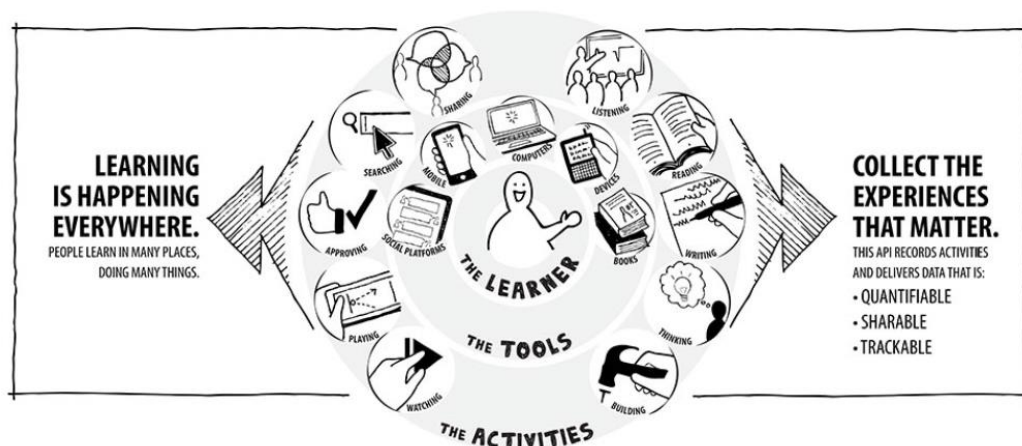 LEARNING
IS HAPPENING
EVERYWHERE.
PEOPLE LEARN IN MANY PLACES,
DOING MANY THINGS.
SHARING
LISTENING
SEARCHING
MOBILE
COMPUTERS
DEVICES
READING
APPROVING
SOCIAL PLATFORMS
BOOKS
WRITING
THE LEARNER
PLAYING
THINKING
THE TOOLS
WATCHING
BUILDING
THE ACTIVITIES
COLLECT THE
EXPERIENCES
THAT MATTER.
THIS API RECORDS ACTIVITIES
AND DELIVERS DATA THAT IS:
• QUANTIFIABLE
• SHARABLE
• TRACKABLE